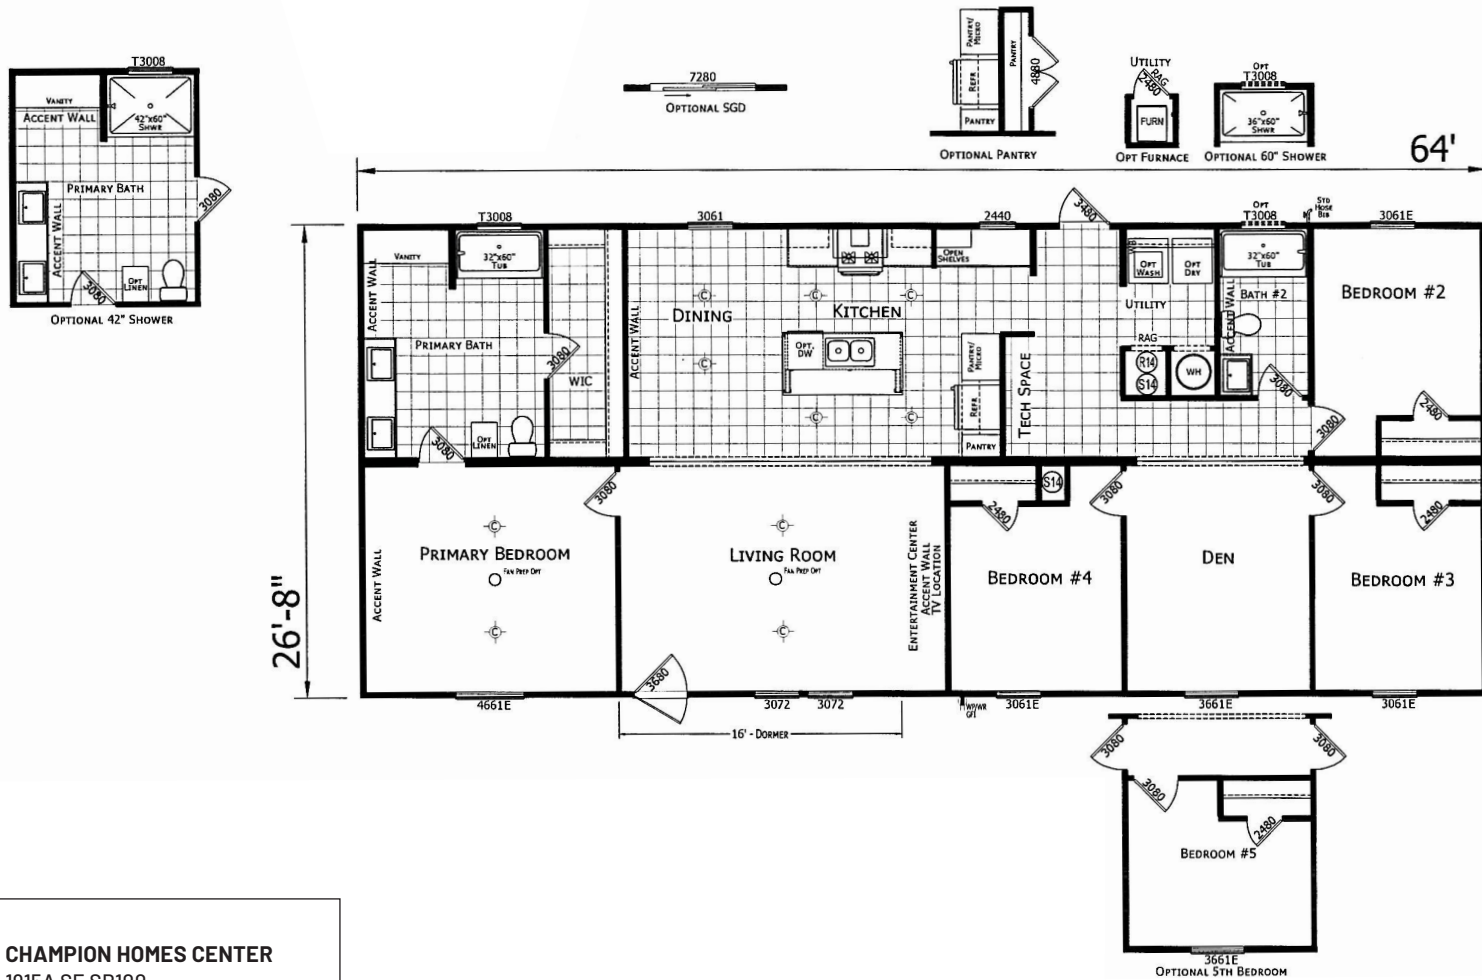 T3008
VANITY
ACCENT WALL
42"x60"
SHWR
PRIMARY BATH
3080
ACCENT WALL
OPT
LINEN
3080
OPTIONAL 42" SHOWER
7280
OPTIONAL SGD
PANTRY/
MICRO
REFR
PANTRY
PANTRY
4880
OPTIONAL PANTRY
UTILITY
RAG
2480
FURN
OPT FURNACE
OPT
T3008
36"x60"
SHWR
OPTIONAL 60" SHOWER
64'
26'-8"
T3008
3061
2440
3480
OPT
T3008
STD
HOSE
BIB
3061E
VANITY
ACCENT WALL
32"x60"
TUB
PRIMARY BATH
3080
WIC
OPT
LINEN
3080
ACCENT WALL
DINING
C
C
KITCHEN
C
C
C
C
OPEN
SHELVES
OPT.
DW
PANTRY/
MICRO
REFR
PANTRY
TECH SPACE
WB
OPT
WASH
OPT
DRY
UTILITY
RAG
R14
S14
WH
32"x60"
TUB
BATH #2
ACCENT WALL
3080
BEDROOM #2
2480
3080
ACCENT WALL
C
PRIMARY BEDROOM
FAN PREP OPT
C
3080
C
LIVING ROOM
FAN PREP OPT
C
ENTERTAINMENT CENTER
ACCENT WALL
TV LOCATION
S14
2480
BEDROOM #4
3080
DEN
3080
2480
BEDROOM #3
4661E
3680
3072
3072
16' - DORMER
WP/WR
GFI
3061E
3661E
3061E
3080
3080
3080
2480
BEDROOM #5
3661E
OPTIONAL 5TH BEDROOM
CHAMPION HOMES CENTER